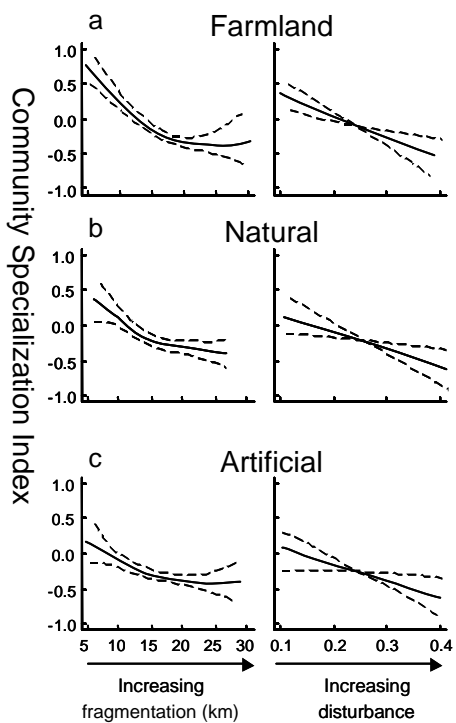 a
Farmland
1.0
0.5
0.0
-0.5
-1.0
b
Natural
1.0
0.5
0.0
-0.5
-1.0
c
Artificial
1.0
0.5
0.0
-0.5
-1.0
5 10 15 20 25 30
0.1 0.2 0.3 0.4
Increasing
fragmentation (km)
Increasing
disturbance
Community Specialization Index